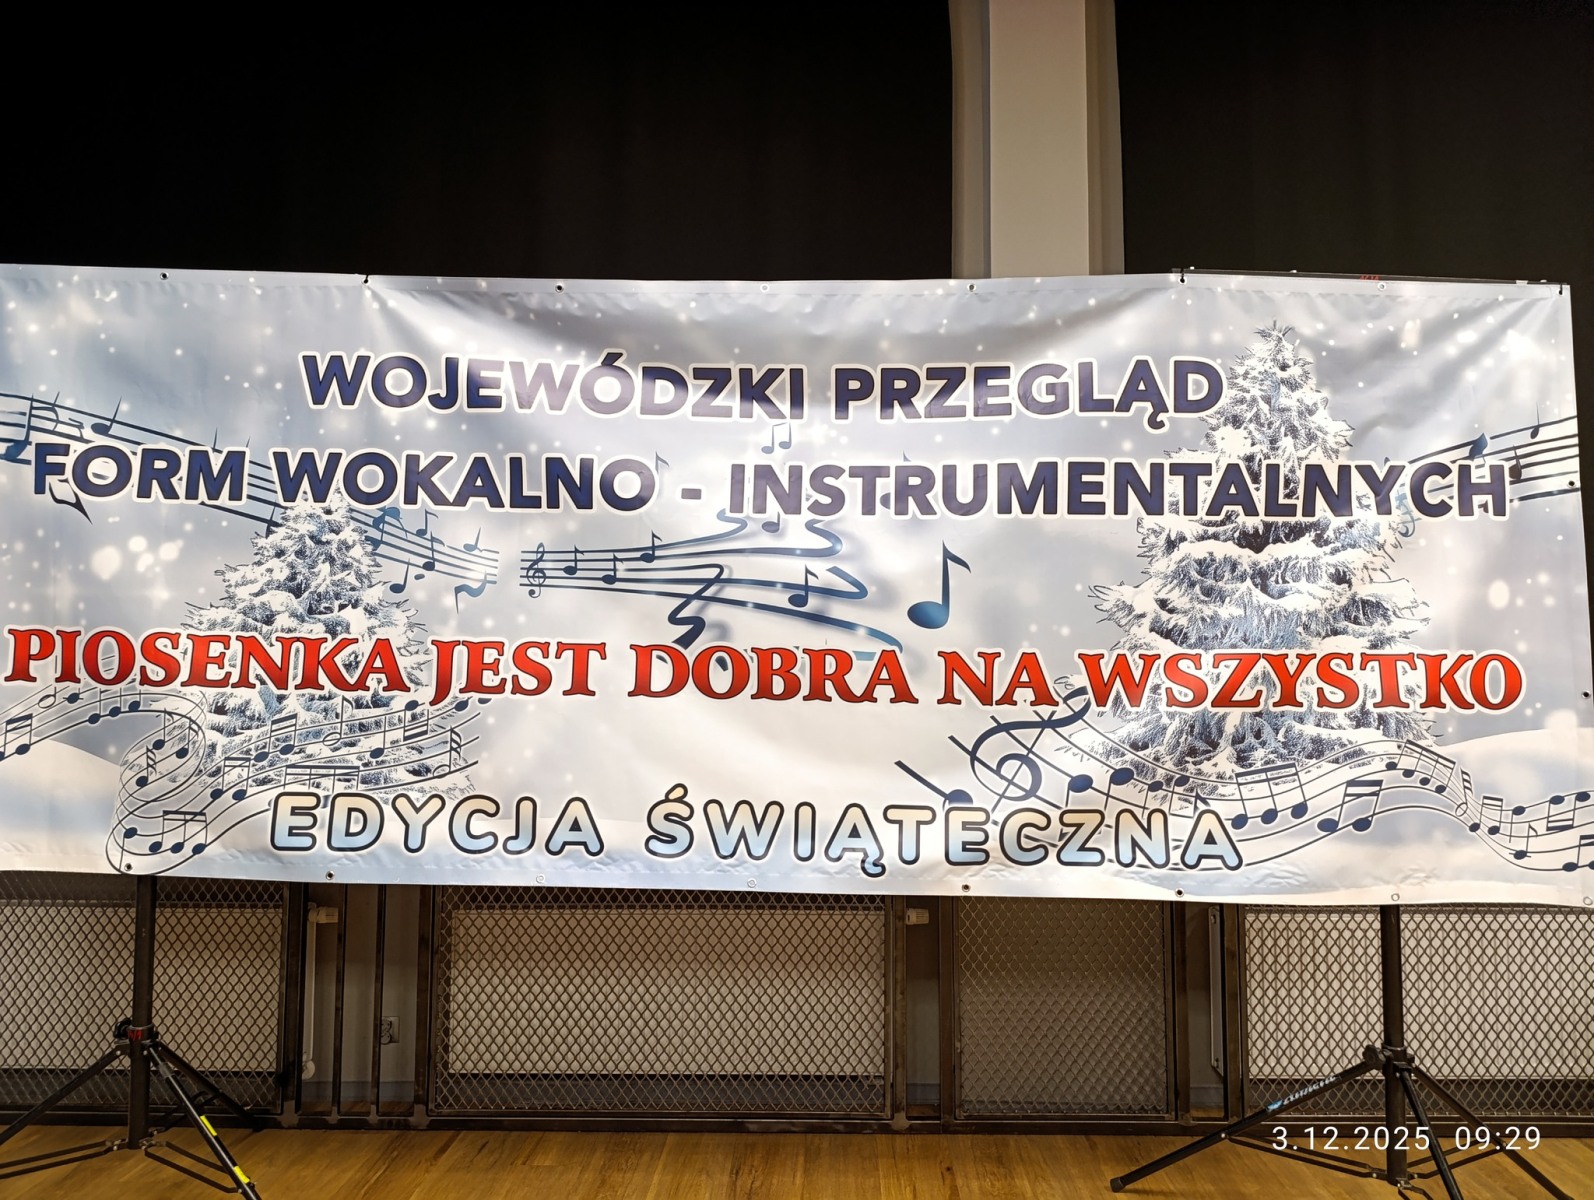 WOJEWÓDZKI PRZEGLĄD
FORM WOKALNO - INSTRUMENTALNYCH
PIOSENKA JEST DOBRA NA WSZYSTKO
EDYCJA ŚWIĄTECZNA
3.12.2025 09:29